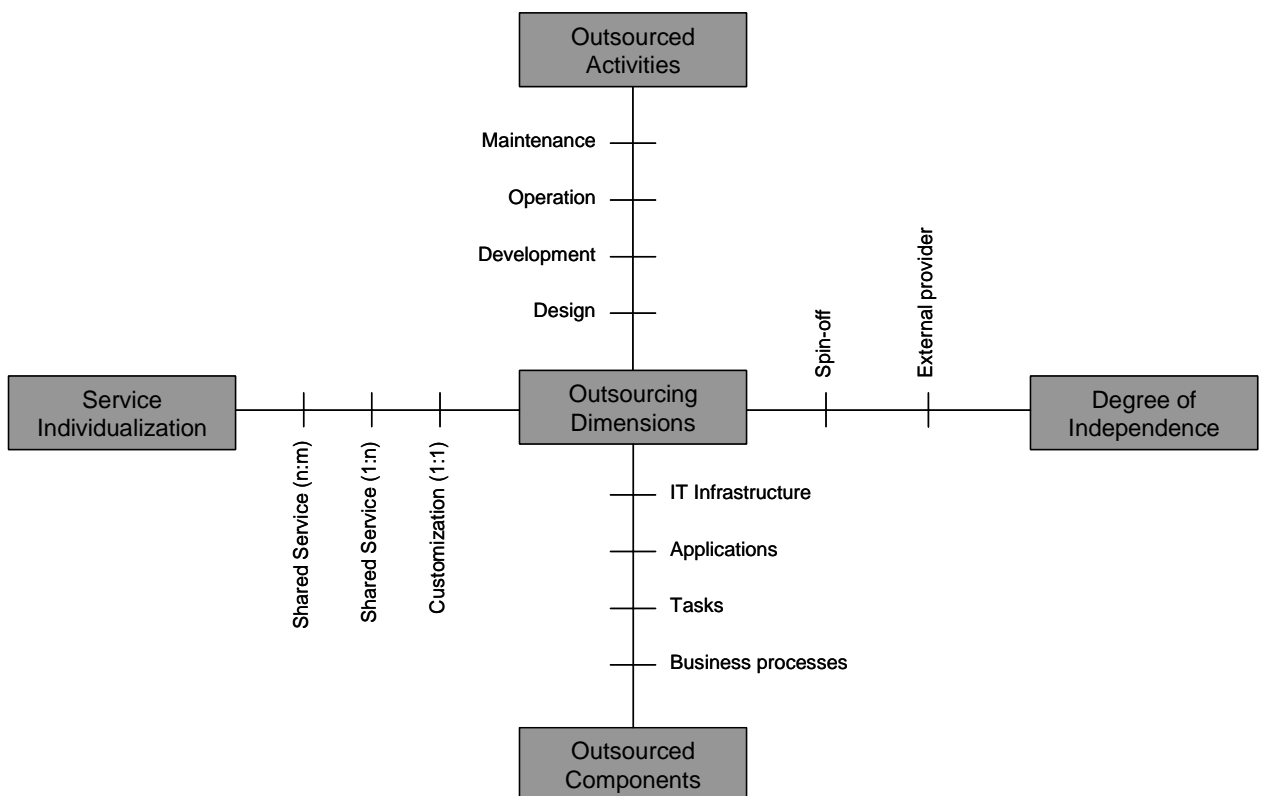 Outsourced
Activities
Maintenance
Operation
Development
Design
Spin-off
External provider
Service
Individualization
Outsourcing
Dimensions
Degree of
Independence
Shared Service (n:m)
Shared Service (1:n)
Customization (1:1)
IT Infrastructure
Applications
Tasks
Business processes
Outsourced
Components